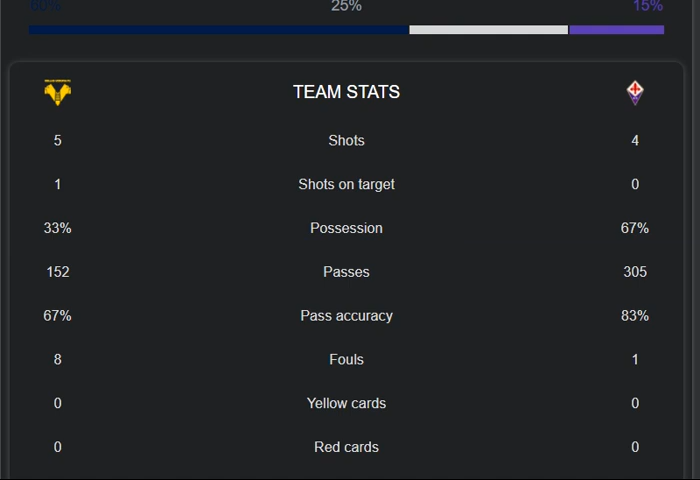 60% 25% 15%
TEAM STATS
5 Shots 4
1 Shots on target 0
33% Possession 67%
152 Passes 305
67% Pass accuracy 83%
8 Fouls 1
0 Yellow cards 0
0 Red cards 0